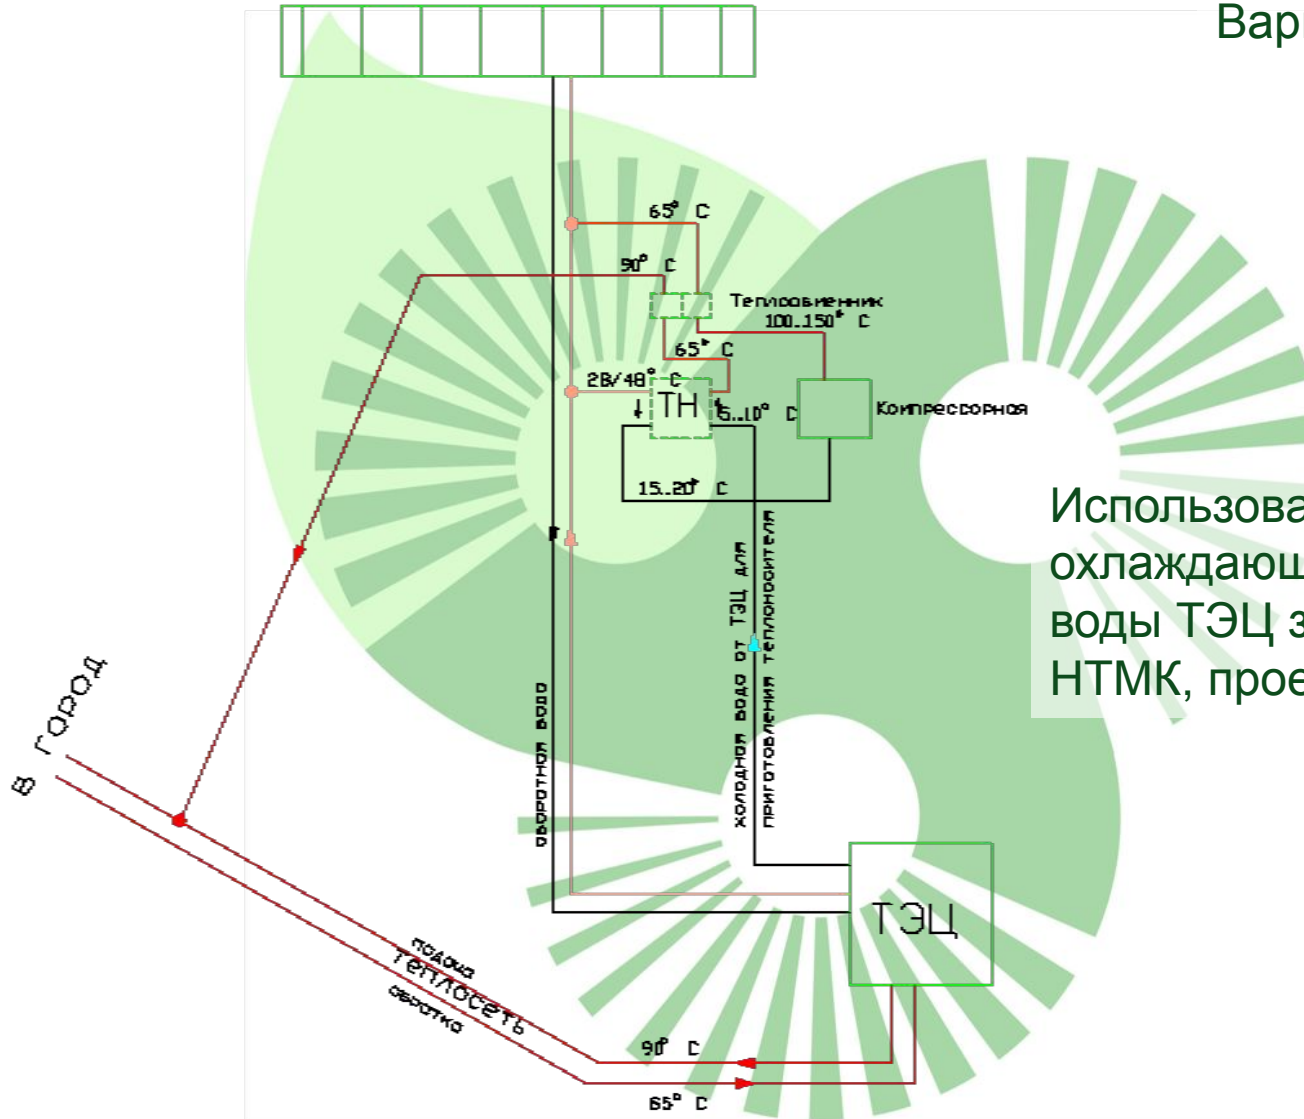 Вар
65° С
90° С
Теплообменник
100..150° С
65° С
28/48° С
ТН
5..10° С
Компрессорная
15..20° С
Использова
охлаждающ
воды ТЭЦ з
НТМК, прое
холодная вода от ТЭЦ для
приготовления теплоносителя
оборотная вода
В ГОРОД
ТЭЦ
подача
Теплосеть
обратка
90° С
65° С